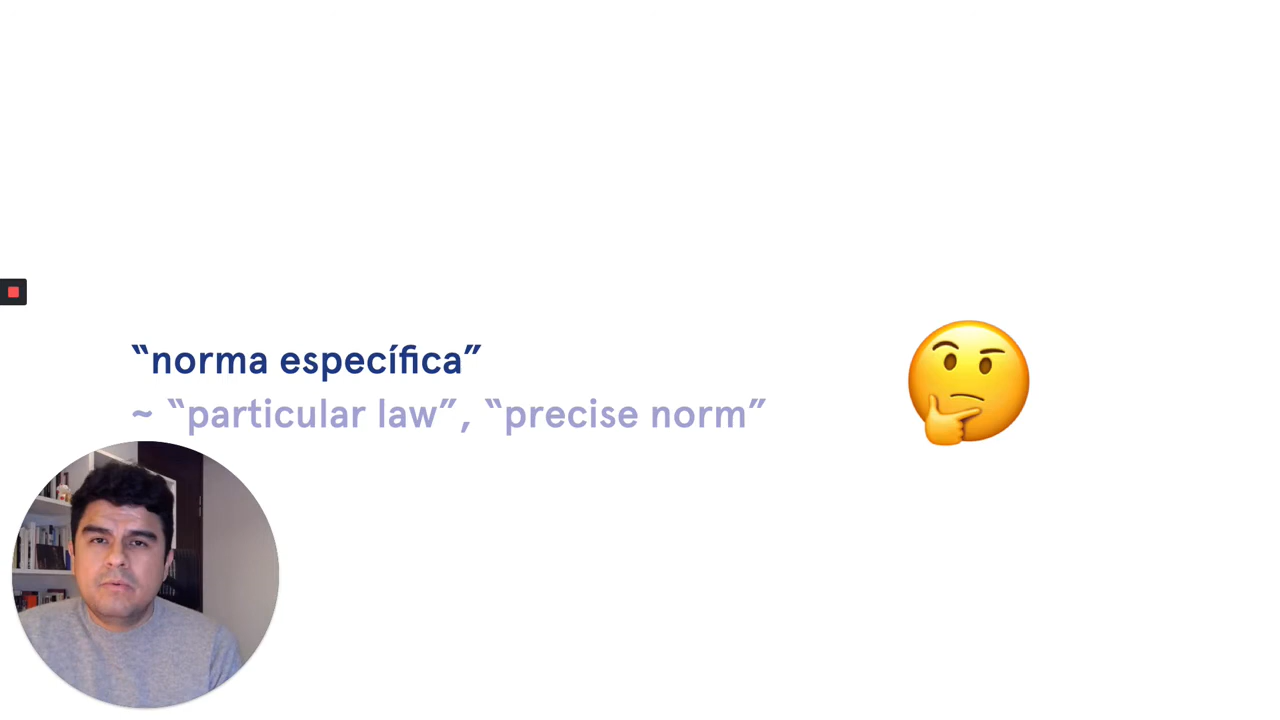 “norma específica”
~ “particular law”, “precise norm”